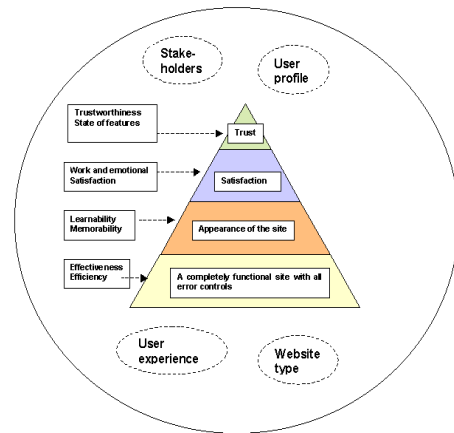 Stake-
holders
User
profile
Trustworthiness
State of features
Trust
Work and emotional
Satisfaction
Satisfaction
Learnability
Memorability
Appearance of the site
Effectiveness
Efficiency
A completely functional site with all
error controls
User
experience
Website
type